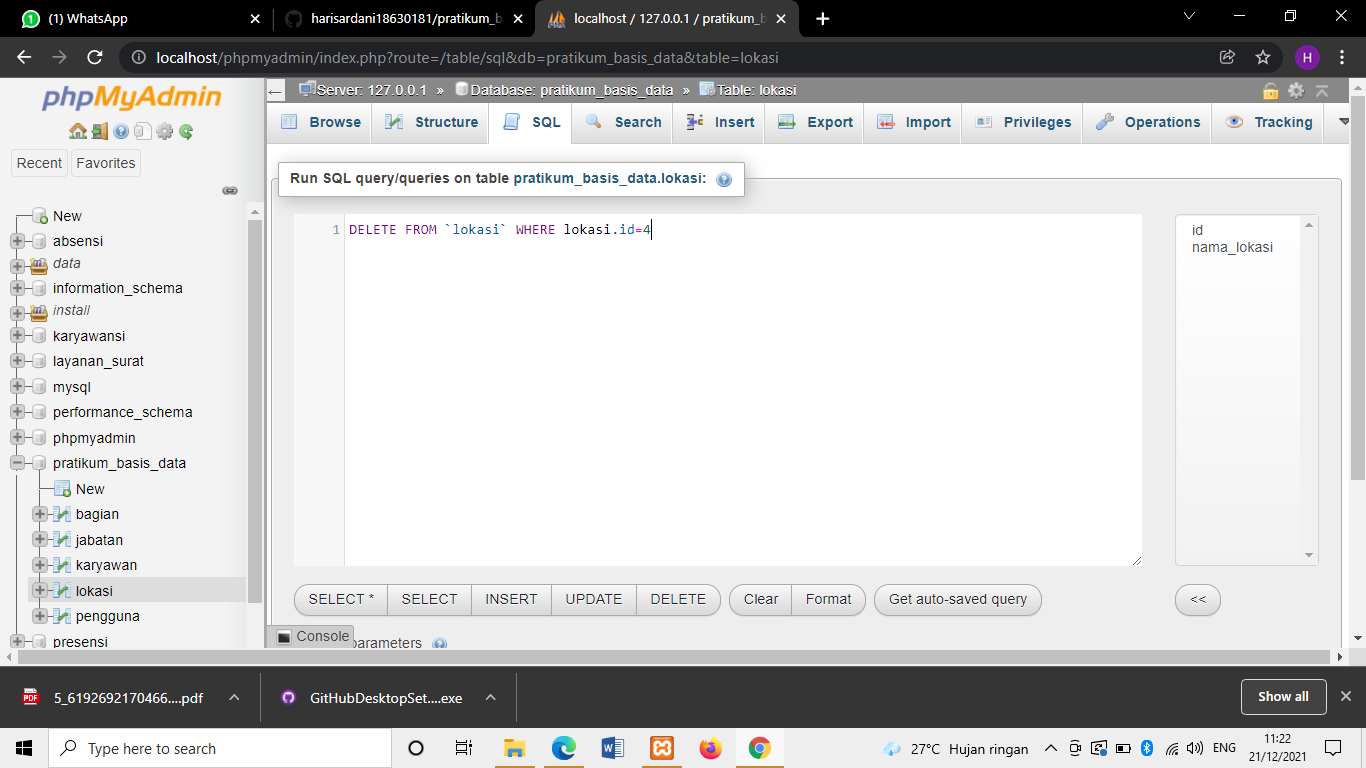 (1) WhatsApp
harisardani18630181/pratikum_b
localhost / 127.0.0.1 / pratikum_b
localhost/phpmyadmin/index.php?route=/table/sql&db=pratikum_basis_data&table=lokasi
H
phpMyAdmin
Recent Favorites
New
absensi
data
information_schema
install
karyawansi
layanan_surat
mysql
performance_schema
phpmyadmin
pratikum_basis_data
New
bagian
jabatan
karyawan
lokasi
pengguna
presensi
Server: 127.0.0.1 » Database: pratikum_basis_data » Table: lokasi
Browse Structure SQL Search Insert Export Import Privileges Operations Tracking
Run SQL query/queries on table pratikum_basis_data.lokasi:
1 DELETE FROM `lokasi` WHERE lokasi.id=4
id
nama_lokasi
SELECT * SELECT INSERT UPDATE DELETE Clear Format Get auto-saved query <<
Console parameters
5_6192692170466....pdf
GitHubDesktopSet....exe
Show all
Type here to search
27°C Hujan ringan
ENG
11:22
21/12/2021